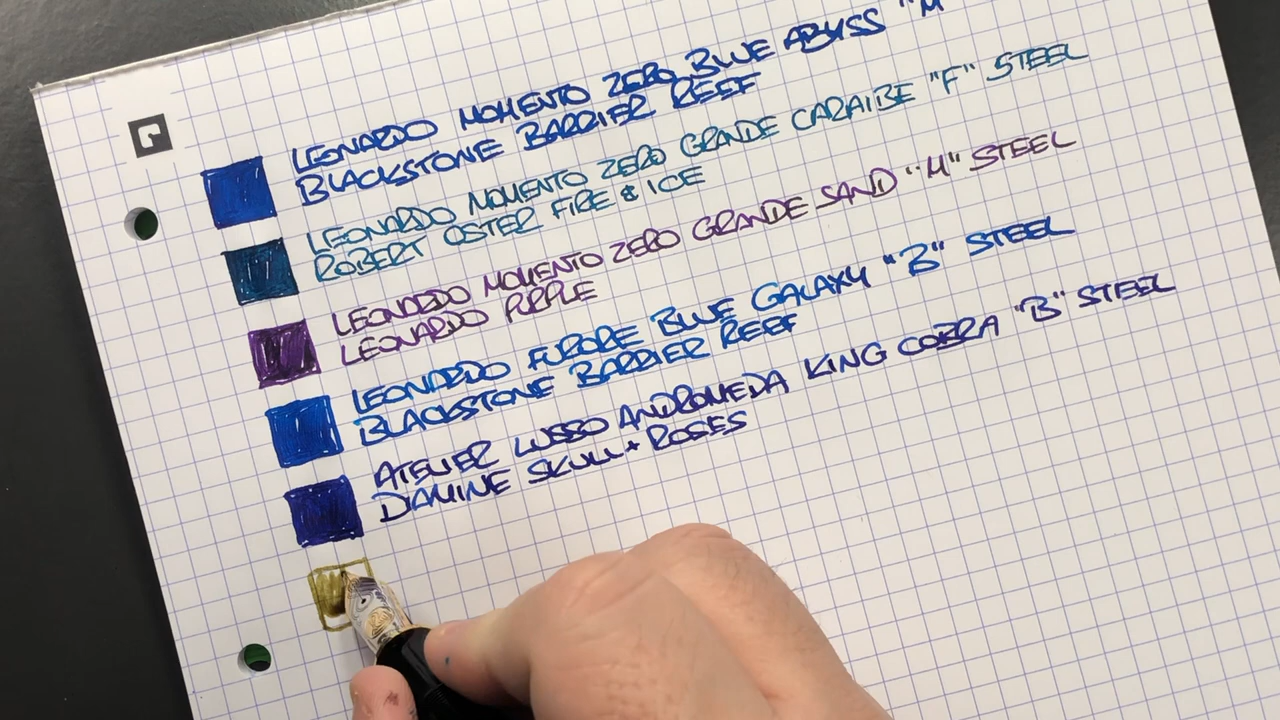 LEONARDO MOMENTO ZERO BLUE ABYSS "M"
BLACKSTONE BARRIER REEF
LEONARDO MOMENTO ZERO GRANDE CARAIBE "F" STEEL
ROBERT OSTER FIRE & ICE
LEONARDO MOMENTO ZERO GRANDE SAND "M" STEEL
LEONARDO PURPLE
LEONARDO FURORE BLUE GALAXY "B" STEEL
BLACKSTONE BARRIER REEF
ATELIER LUSSO ANDROMEDA KING COBRA "B" STEEL
DIAMINE SKULL + ROSES